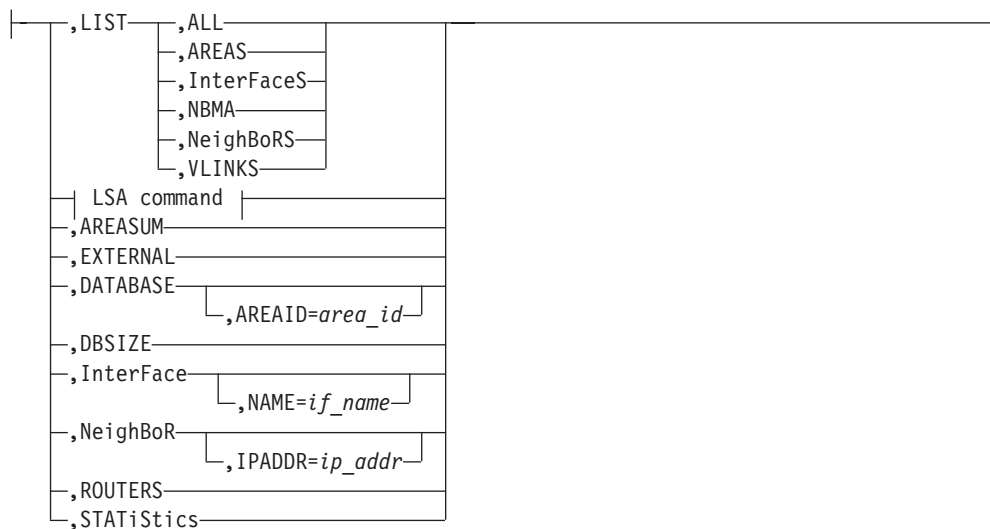 ,LIST ,ALL
,AREAS
,InterFaceS
,NBMA
,NeighBoRS
,VLINKS
LSA command
,AREASUM
,EXTERNAL
,DATABASE
,AREAID=area_id
,DBSIZE
,InterFace
,NAME=if_name
,NeighBoR
,IPADDR=ip_addr
,ROUTERS
,STATiStics